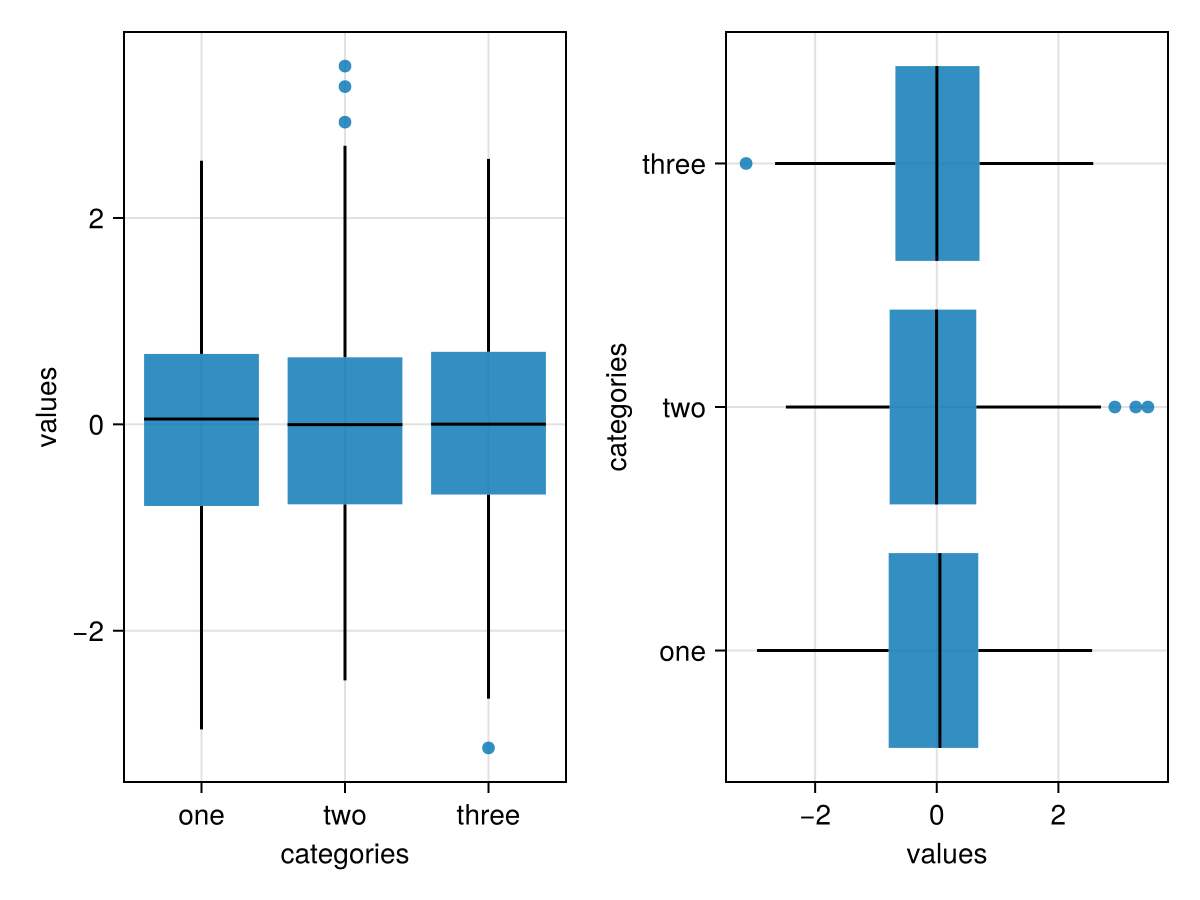 values
2
0
−2
one two three
categories
categories
three
two
one
−2 0 2
values